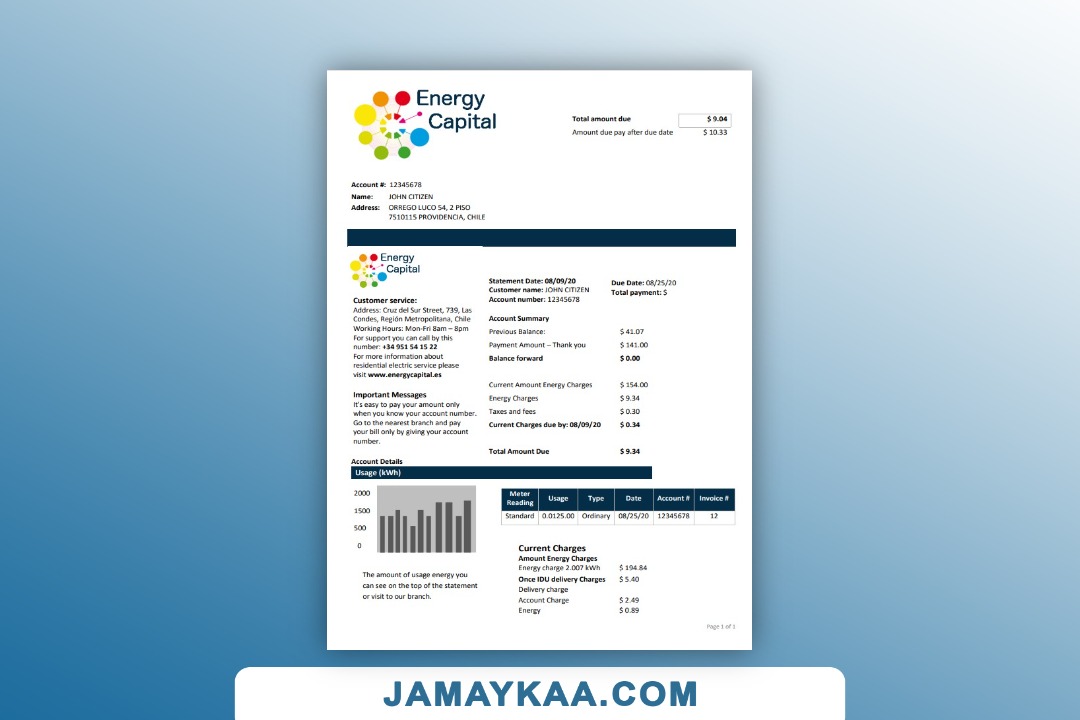 Energy
Capital
Total amount due $ 9.04
Amount due pay after due date $ 10.33
Account #: 12345678
Name: JOHN CITIZEN
Address: ORREGO LUCO 54, 2 PISO
7510115 PROVIDENCIA, CHILE
Energy
Capital
Customer service:
Address: Cruz del Sur Street, 739, Las
Condes, Región Metropolitana, Chile
Working Hours: Mon-Fri 8am – 8pm
For support you can call by this
number: +34 951 54 15 22
For more information about
residential electric service please
visit www.energycapital.es
Important Messages
It's easy to pay your amount only
when you know your account number.
Go to the nearest branch and pay
your bill only by giving your account
number.
Statement Date: 08/09/20 Due Date: 08/25/20
Customer name: JOHN CITIZEN Total payment: $
Account number: 12345678
Account Summary
Previous Balance: $ 41.07
Payment Amount – Thank you $ 141.00
Balance forward $ 0.00
Current Amount Energy Charges $ 154.00
Energy Charges $ 9.34
Taxes and fees $ 0.30
Current Charges due by: 08/09/20 $ 0.34
Total Amount Due $ 9.34
Account Details
Usage (kWh)
2000
1500
500
0
Meter Reading Usage Type Date Account # Invoice #
Standard 0.0125.00 Ordinary 08/25/20 12345678 12
The amount of usage energy you
can see on the top of the statement
or visit to our branch.
Current Charges
Amount Energy Charges
Energy charge 2.007 kWh $ 194.84
Once IDU delivery Charges $ 5.40
Delivery charge
Account Charge $ 2.49
Energy $ 0.89
Page 1 of 1
JAMAYKAA.COM